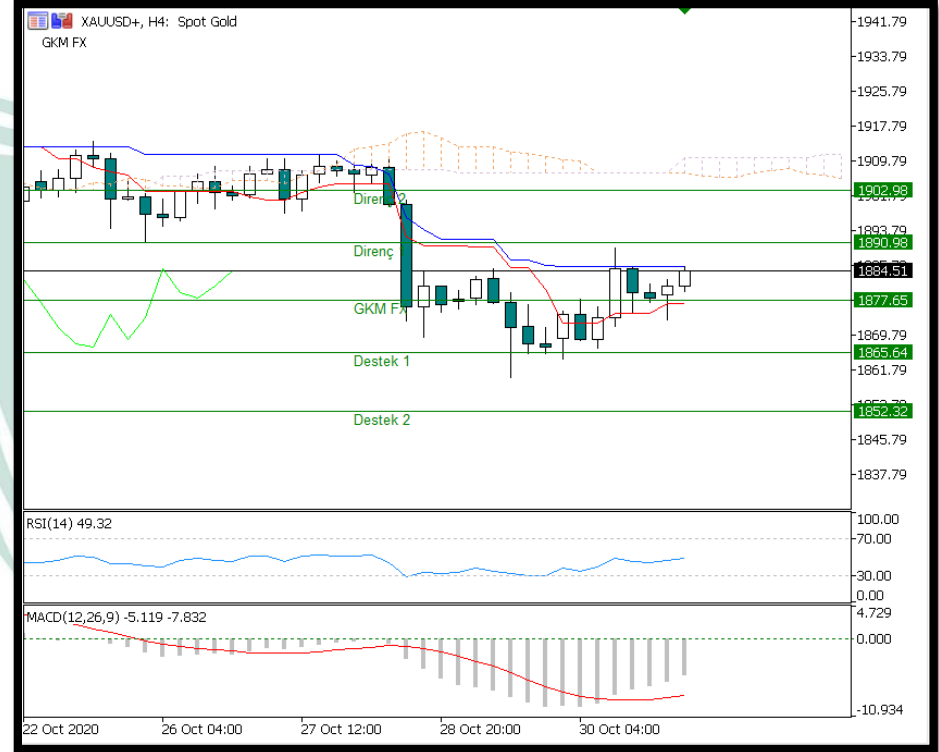 XAUUSD+, H4: Spot Gold
GKM FX
1941.79
1933.79
1925.79
1917.79
1909.79
1902.98
Direnç 2
1893.79
1890.98
Direnç
1884.51
1877.65
GKM FX
1869.79
1865.64
Destek 1
1861.79
1852.32
Destek 2
1845.79
1837.79
RSI(14) 49.32
100.00
70.00
30.00
0.00
MACD(12,26,9) -5.119 -7.832
4.729
0.000
-10.934
22 Oct 2020
26 Oct 04:00
27 Oct 12:00
28 Oct 20:00
30 Oct 04:00